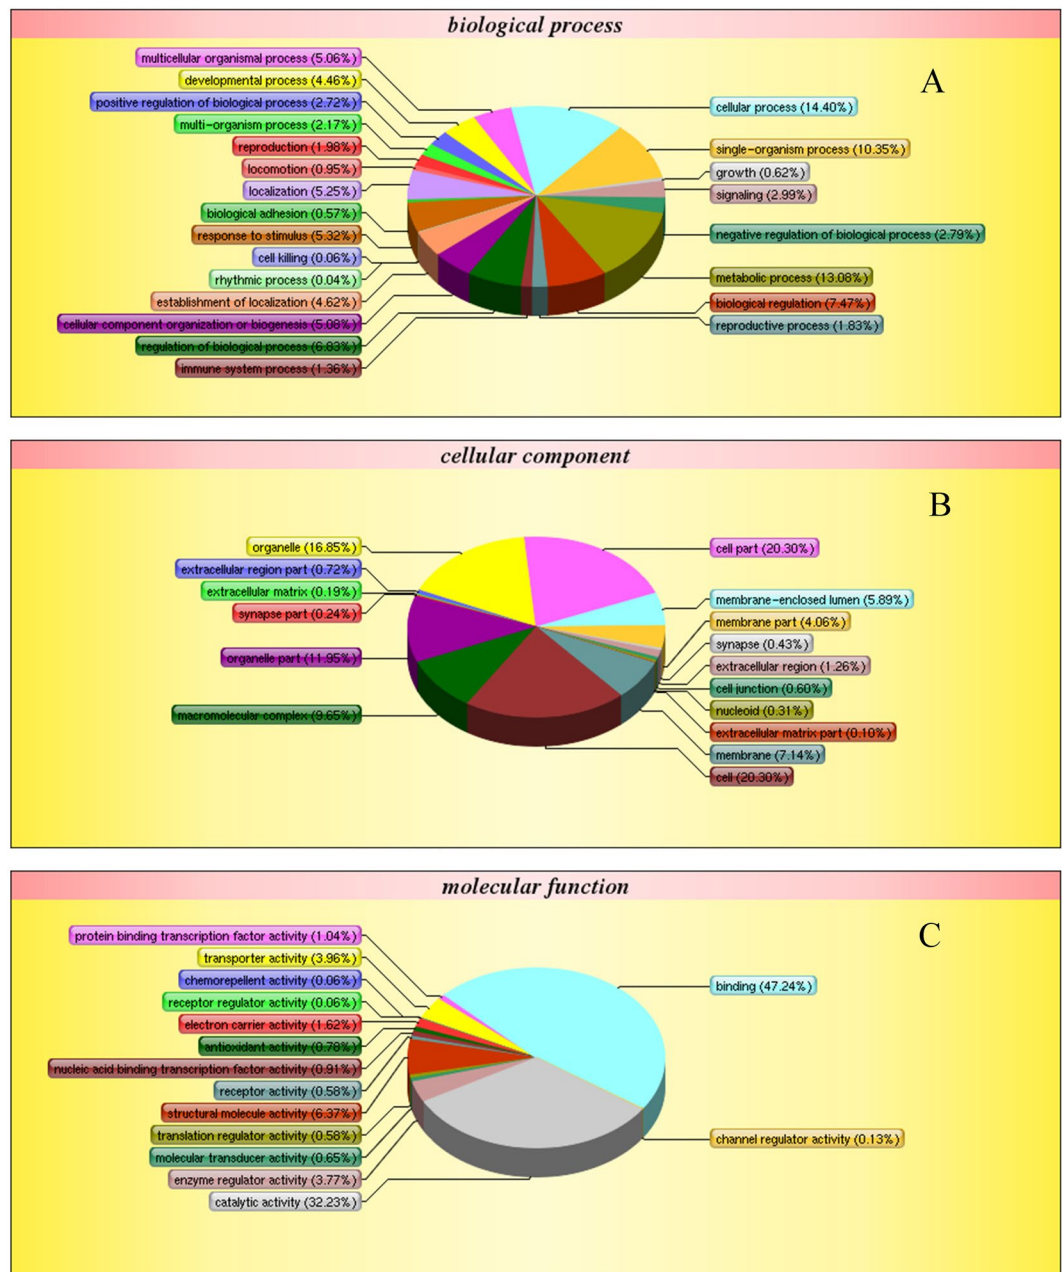 biological process
A
multicellular organismal process (5.06%)
developmental process (4.46%)
positive regulation of biological process (2.72%)
multi-organism process (2.17%)
reproduction (1.98%)
locomotion (0.95%)
localization (5.25%)
biological adhesion (0.57%)
response to stimulus (5.32%)
cell killing (0.06%)
rhythmic process (0.04%)
establishment of localization (4.62%)
cellular component organization or biogenesis (5.08%)
regulation of biological process (6.83%)
immune system process (1.36%)
cellular process (14.40%)
single-organism process (10.35%)
growth (0.62%)
signaling (2.99%)
negative regulation of biological process (2.79%)
metabolic process (13.08%)
biological regulation (7.47%)
reproductive process (1.83%)
cellular component
B
organelle (16.85%)
extracellular region part (0.72%)
extracellular matrix (0.19%)
synapse part (0.24%)
organelle part (11.95%)
macromolecular complex (9.65%)
cell part (20.30%)
membrane-enclosed lumen (5.89%)
membrane part (4.06%)
synapse (0.43%)
extracellular region (1.26%)
cell junction (0.60%)
nucleoid (0.31%)
extracellular matrix part (0.10%)
membrane (7.14%)
cell (20.30%)
molecular function
C
protein binding transcription factor activity (1.04%)
transporter activity (3.96%)
chemorepellent activity (0.06%)
receptor regulator activity (0.06%)
electron carrier activity (1.62%)
antioxidant activity (0.78%)
nucleic acid binding transcription factor activity (0.91%)
receptor activity (0.58%)
structural molecule activity (6.37%)
translation regulator activity (0.58%)
molecular transducer activity (0.65%)
enzyme regulator activity (3.77%)
catalytic activity (32.23%)
binding (47.24%)
channel regulator activity (0.13%)